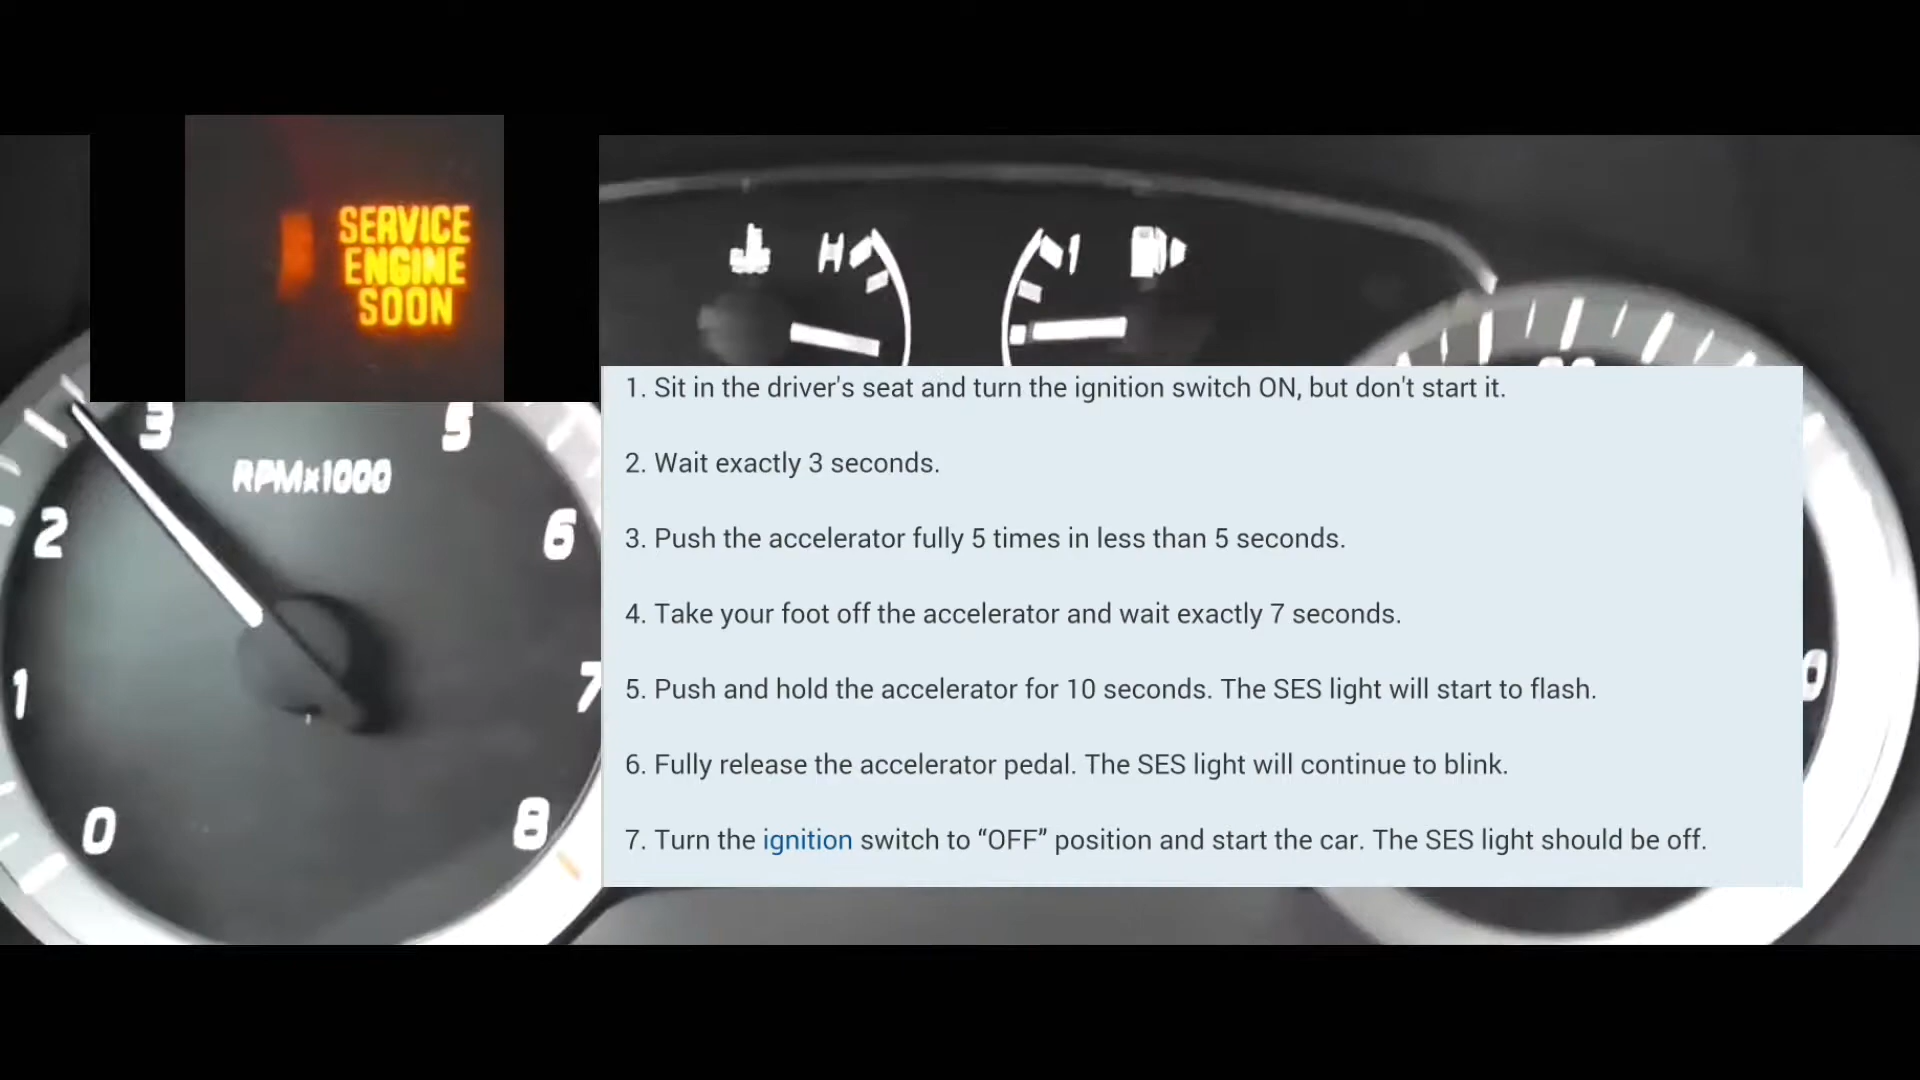 SERVICE
ENGINE
SOON
H
1
3
5
RPMx1000
2
6
1
7
0
8
0
1. Sit in the driver's seat and turn the ignition switch ON, but don't start it.
2. Wait exactly 3 seconds.
3. Push the accelerator fully 5 times in less than 5 seconds.
4. Take your foot off the accelerator and wait exactly 7 seconds.
5. Push and hold the accelerator for 10 seconds. The SES light will start to flash.
6. Fully release the accelerator pedal. The SES light will continue to blink.
7. Turn the ignition switch to “OFF” position and start the car. The SES light should be off.